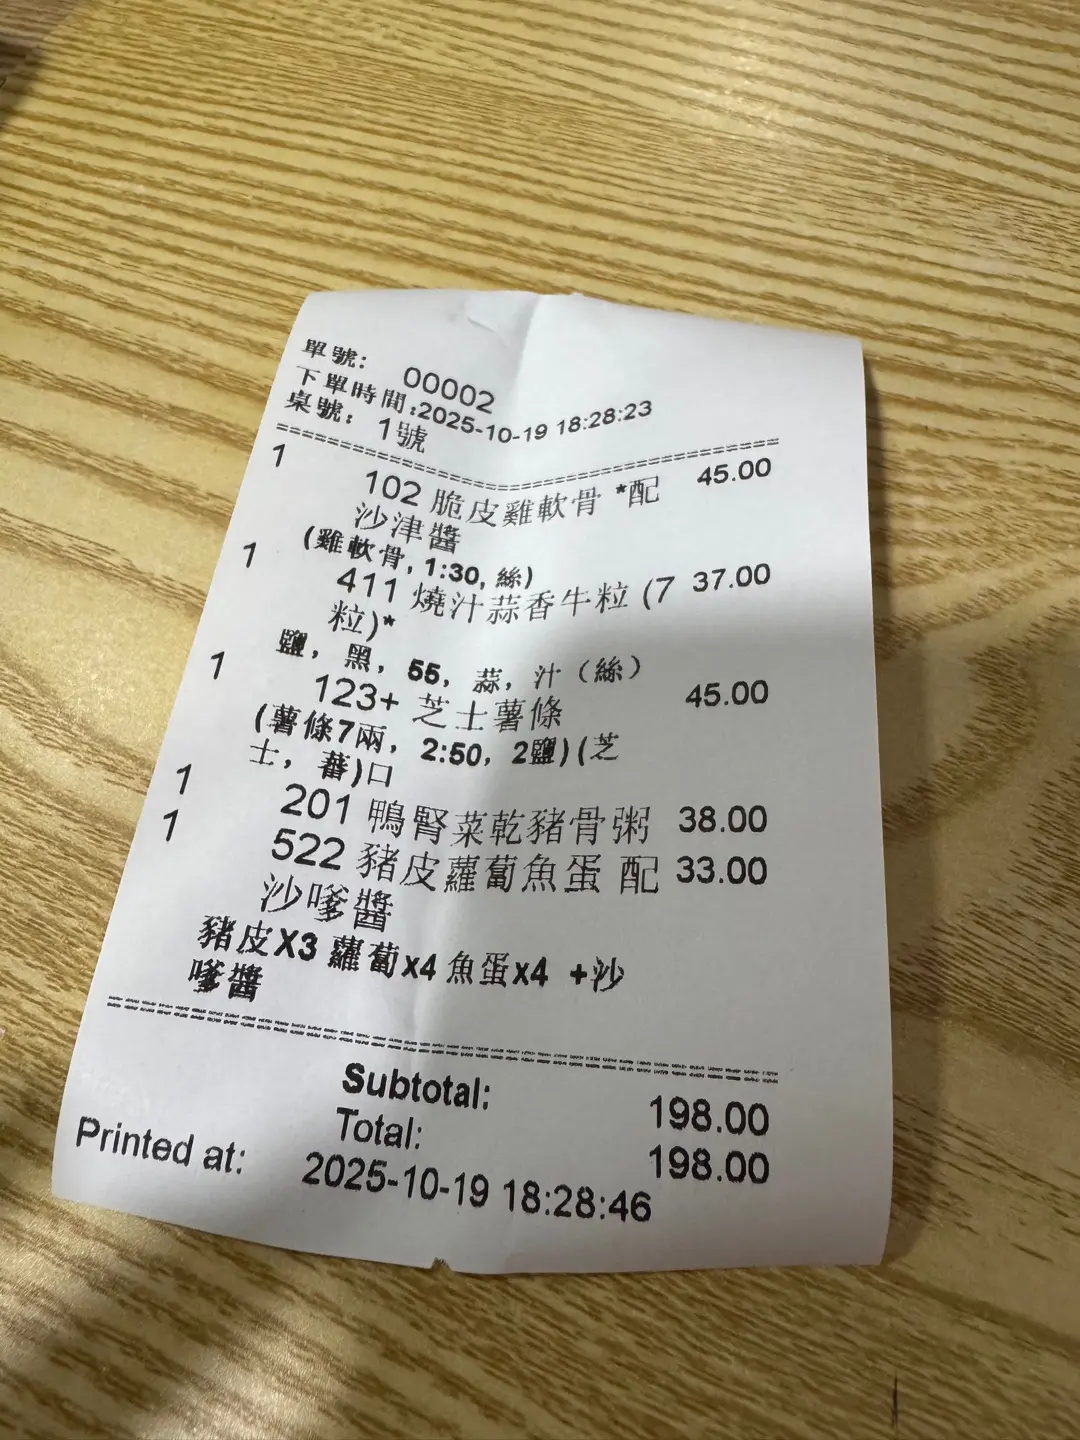 單號: 00002
下單時間:2025-10-19 18:28:23
桌號: 1號
1 102 脆皮雞軟骨 *配 45.00
沙津醬
(雞軟骨, 1:30, 絲)
1 411 燒汁蒜香牛粒 (7 37.00
粒)*
鹽, 黑, 55, 蒜, 汁 (絲)
1 123+ 芝士薯條 45.00
(薯條7兩, 2:50, 2鹽) (芝
士, 蕃)口
1 201 鴨腎菜乾豬骨粥 38.00
1 522 豬皮蘿蔔魚蛋 配 33.00
沙嗲醬
豬皮X3 蘿蔔x4 魚蛋x4 +沙
嗲醬
Subtotal: 198.00
Total: 198.00
Printed at: 2025-10-19 18:28:46